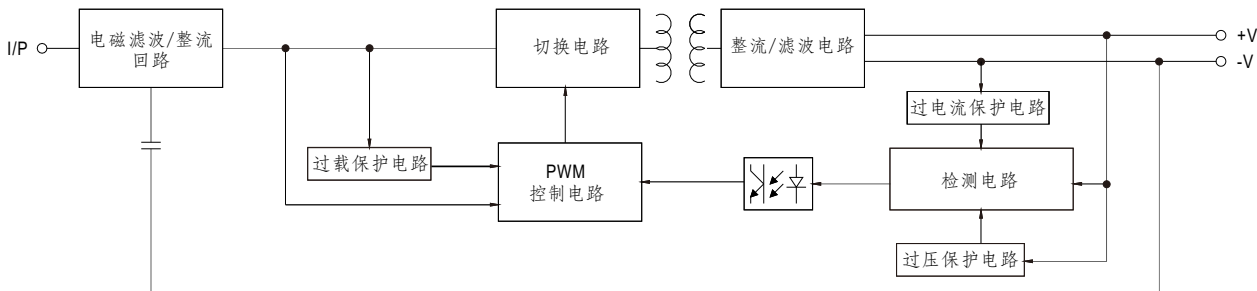 I/P
电磁滤波/整流
回路
切换电路
整流/滤波电路
+V
-V
过电流保护电路
过载保护电路
PWM
控制电路
检测电路
过压保护电路